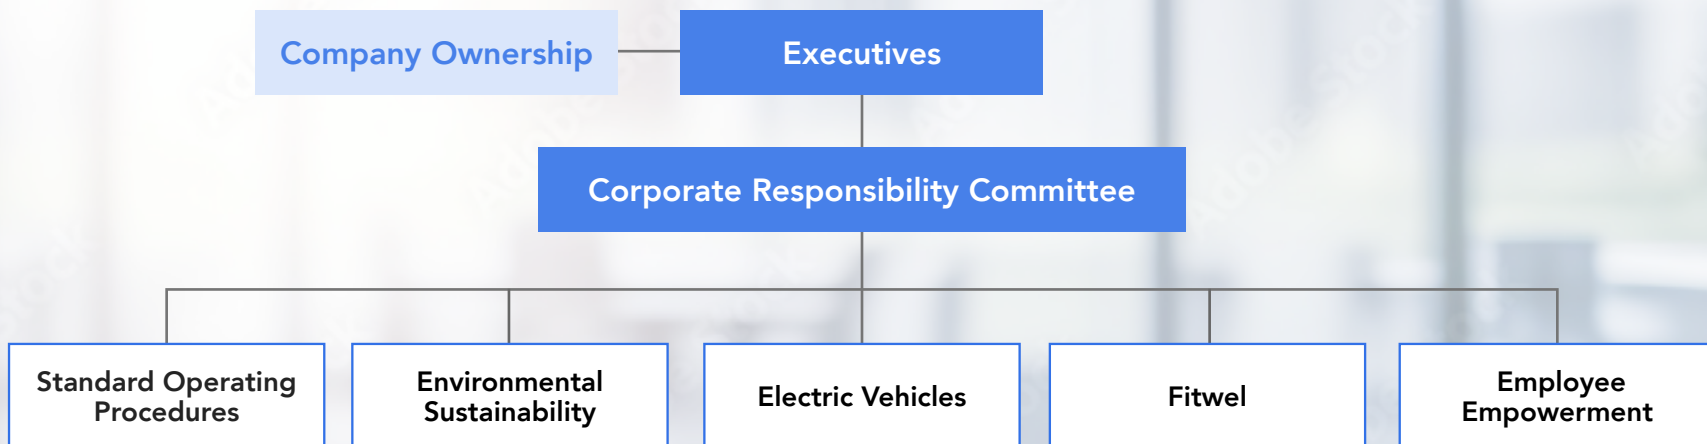 Company Ownership
Executives
Corporate Responsibility Committee
Standard Operating
Procedures
Environmental
Sustainability
Electric Vehicles
Fitwel
Employee
Empowerment